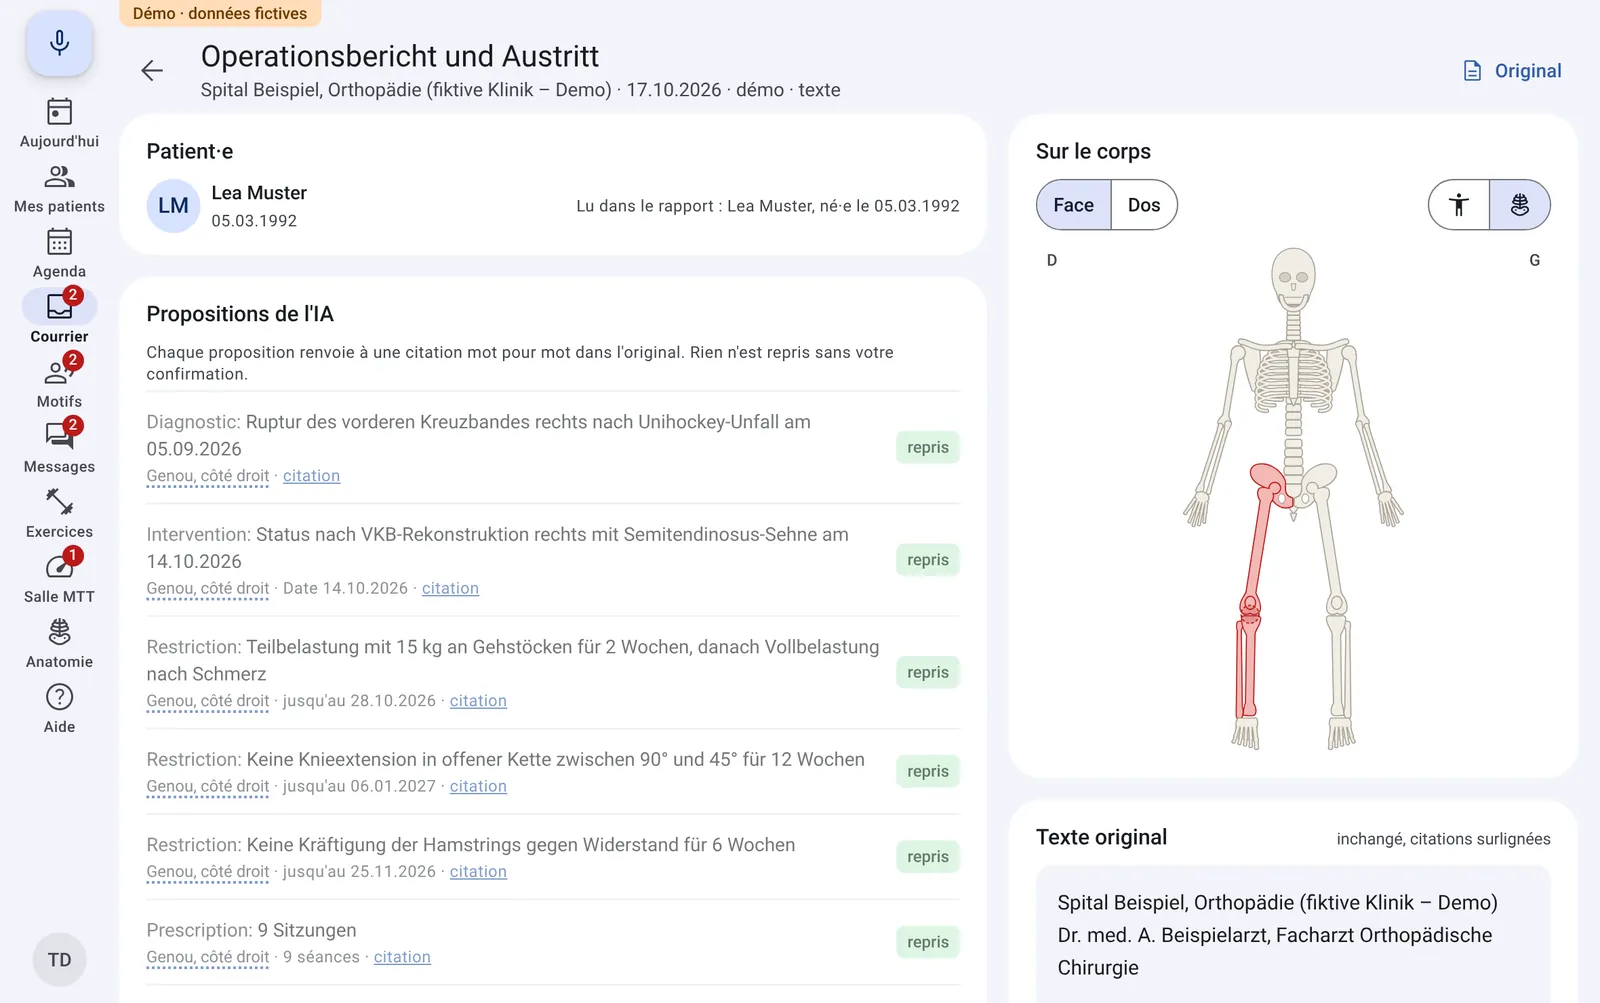 Démo · données fictives
Operationsbericht und Austritt
Spital Beispiel, Orthopädie (fiktive Klinik – Demo) · 17.10.2026 · démo · texte
Original
Aujourd'hui
Mes patients
Agenda
2
Courrier
2
Motifs
2
Messages
Exercices
1
Salle MTT
Anatomie
Aide
TD
Patient·e
LM
Lea Muster
05.03.1992
Lu dans le rapport : Lea Muster, né·e le 05.03.1992
Propositions de l'IA
Chaque proposition renvoie à une citation mot pour mot dans l'original. Rien n'est repris sans votre
confirmation.
Diagnostic: Ruptur des vorderen Kreuzbandes rechts nach Unihockey-Unfall am
05.09.2026
Genou, côté droit · citation
repris
Intervention: Status nach VKB-Rekonstruktion rechts mit Semitendinosus-Sehne am
14.10.2026
Genou, côté droit · Date 14.10.2026 · citation
repris
Restriction: Teilbelastung mit 15 kg an Gehstöcken für 2 Wochen, danach Vollbelastung
nach Schmerz
Genou, côté droit · jusqu'au 28.10.2026 · citation
repris
Restriction: Keine Knieextension in offener Kette zwischen 90° und 45° für 12 Wochen
Genou, côté droit · jusqu'au 06.01.2027 · citation
repris
Restriction: Keine Kräftigung der Hamstrings gegen Widerstand für 6 Wochen
Genou, côté droit · jusqu'au 25.11.2026 · citation
repris
Prescription: 9 Sitzungen
Genou, côté droit · 9 séances · citation
repris
Sur le corps
Face
Dos
D
G
Texte original
inchangé, citations surlignées
Spital Beispiel, Orthopädie (fiktive Klinik – Demo)
Dr. med. A. Beispielarzt, Facharzt Orthopädische
Chirurgie